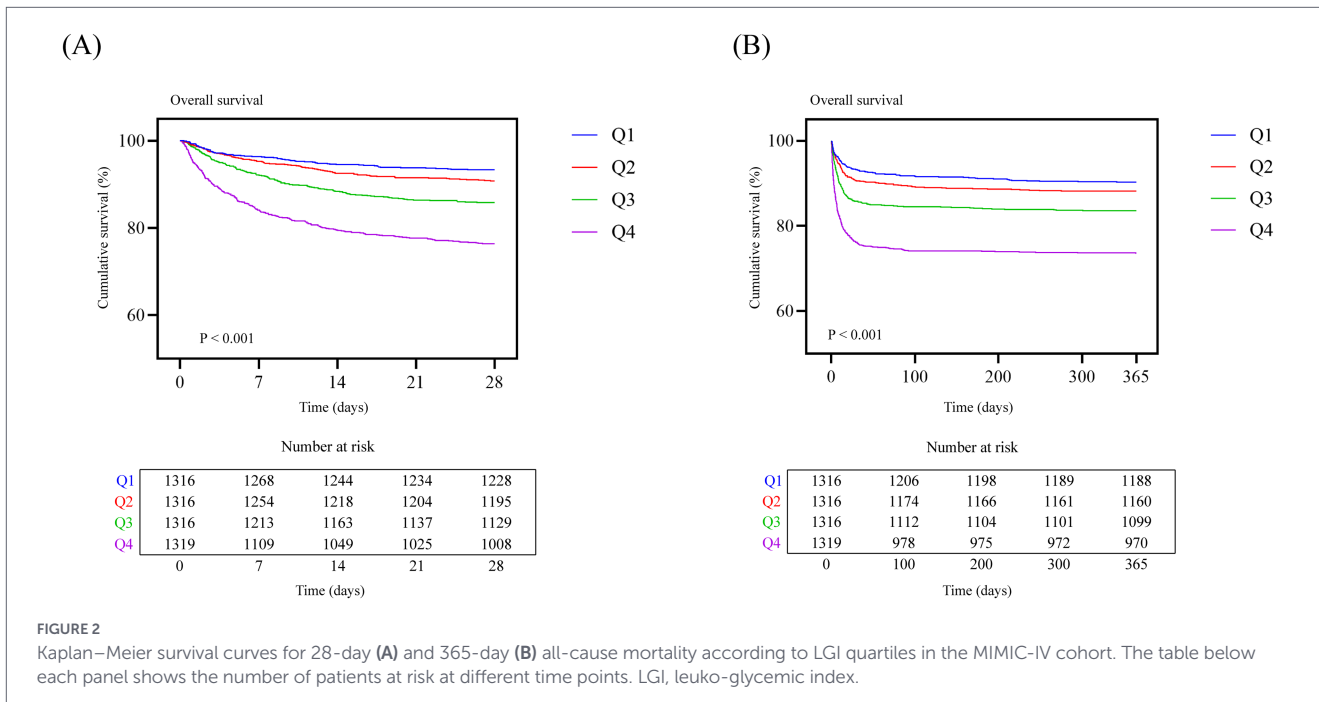 (A)
Overall survival
Cumulative survival (%)
100
80
60
P < 0.001
0 7 14 21 28
Time (days)
Q1
Q2
Q3
Q4
Number at risk
Q1 1316 1268 1244 1234 1228
Q2 1316 1254 1218 1204 1195
Q3 1316 1213 1163 1137 1129
Q4 1319 1109 1049 1025 1008
0 7 14 21 28
Time (days)
(B)
Overall survival
Cumulative survival (%)
100
80
60
P < 0.001
0 100 200 300 365
Time (days)
Q1
Q2
Q3
Q4
Number at risk
Q1 1316 1206 1198 1189 1188
Q2 1316 1174 1166 1161 1160
Q3 1316 1112 1104 1101 1099
Q4 1319 978 975 972 970
0 100 200 300 365
Time (days)
FIGURE 2
Kaplan–Meier survival curves for 28-day (A) and 365-day (B) all-cause mortality according to LGI quartiles in the MIMIC-IV cohort. The table below
each panel shows the number of patients at risk at different time points. LGI, leuko-glycemic index.